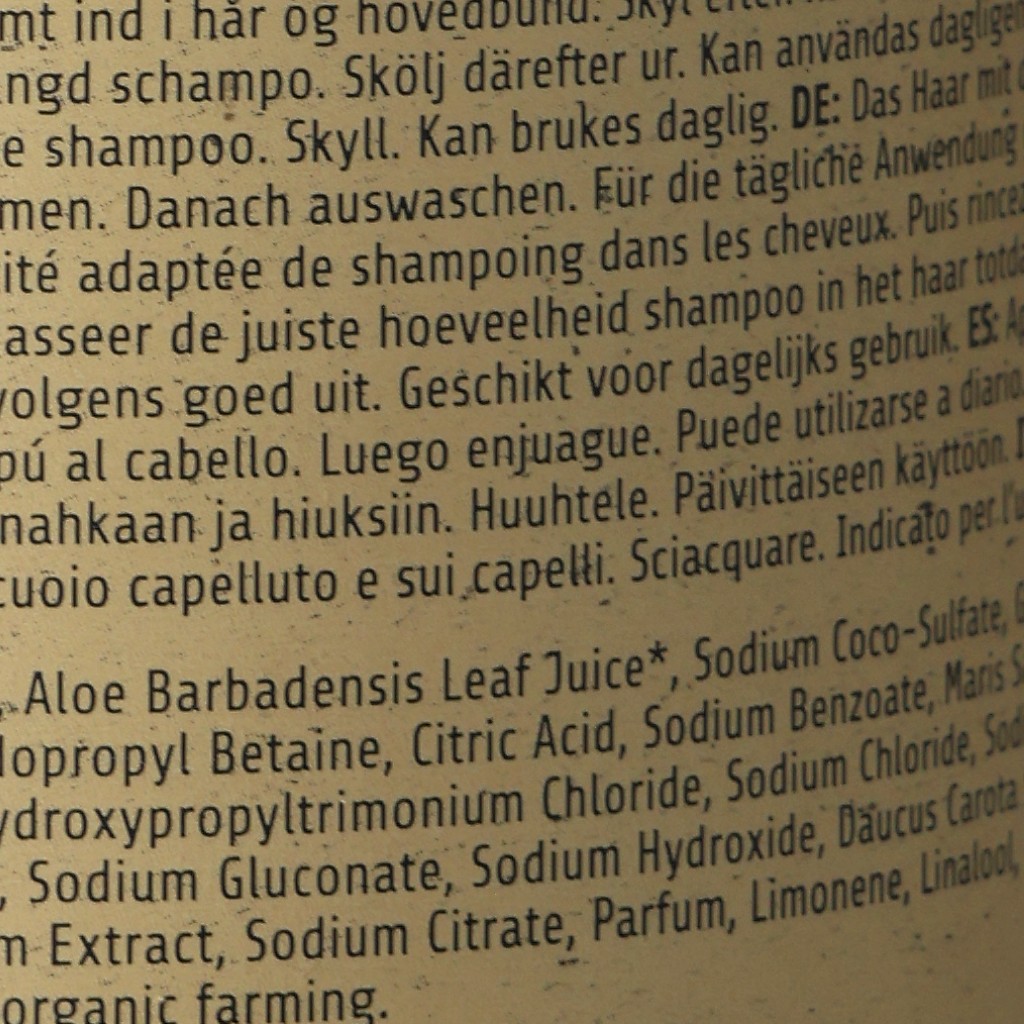 mt ind i hår og hovedbund. Skyl
ngd schampo. Skölj därefter ur. Kan användas dagligen
e shampoo. Skyll. Kan brukes daglig. DE: Das Haar mit
men. Danach auswaschen. Für die tägliche Anwendung
ité adaptée de shampoing dans les cheveux. Puis rincez
asseer de juiste hoeveelheid shampoo in het haar
volgens goed uit. Geschikt voor dagelijks gebruik. ES:
pú al cabello. Luego enjuague. Puede utilizarse a diario.
nahkaan ja hiuksiin. Huuhtele. Päivittäiseen käyttöön.
cuoio capelluto e sui capelli. Sciacquare. Indicato per l'u
, Aloe Barbadensis Leaf Juice*, Sodium Coco-Sulfate,
dopropyl Betaine, Citric Acid, Sodium Benzoate, Maris S
ydroxypropyltrimonium Chloride, Sodium Chloride, Sod
, Sodium Gluconate, Sodium Hydroxide, Daucus Carota
m Extract, Sodium Citrate, Parfum, Limonene, Linalool,
organic farming.